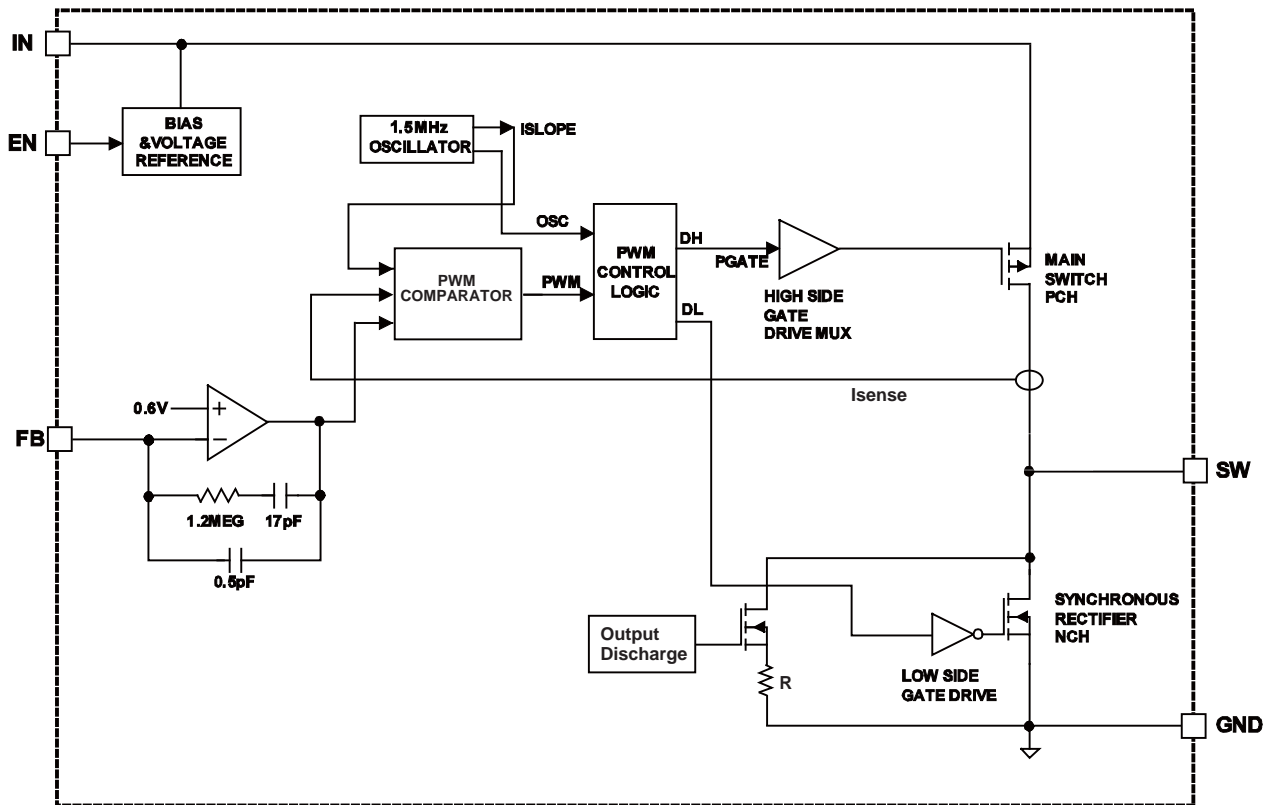 IN
EN
BIAS
&VOLTAGE
REFERENCE
1.5MHz
OSCILLATOR
ISLOPE
OSC
PWM
COMPARATOR
PWM
PWM
CONTROL
LOGIC
DH
DL
PGATE
HIGH SIDE
GATE
DRIVE MUX
MAIN
SWITCH
PCH
Isense
0.6V
+
−
FB
1.2MEG
17pF
0.5pF
SW
Output
Discharge
R
LOW SIDE
GATE DRIVE
SYNCHRONOUS
RECTIFIER
NCH
GND